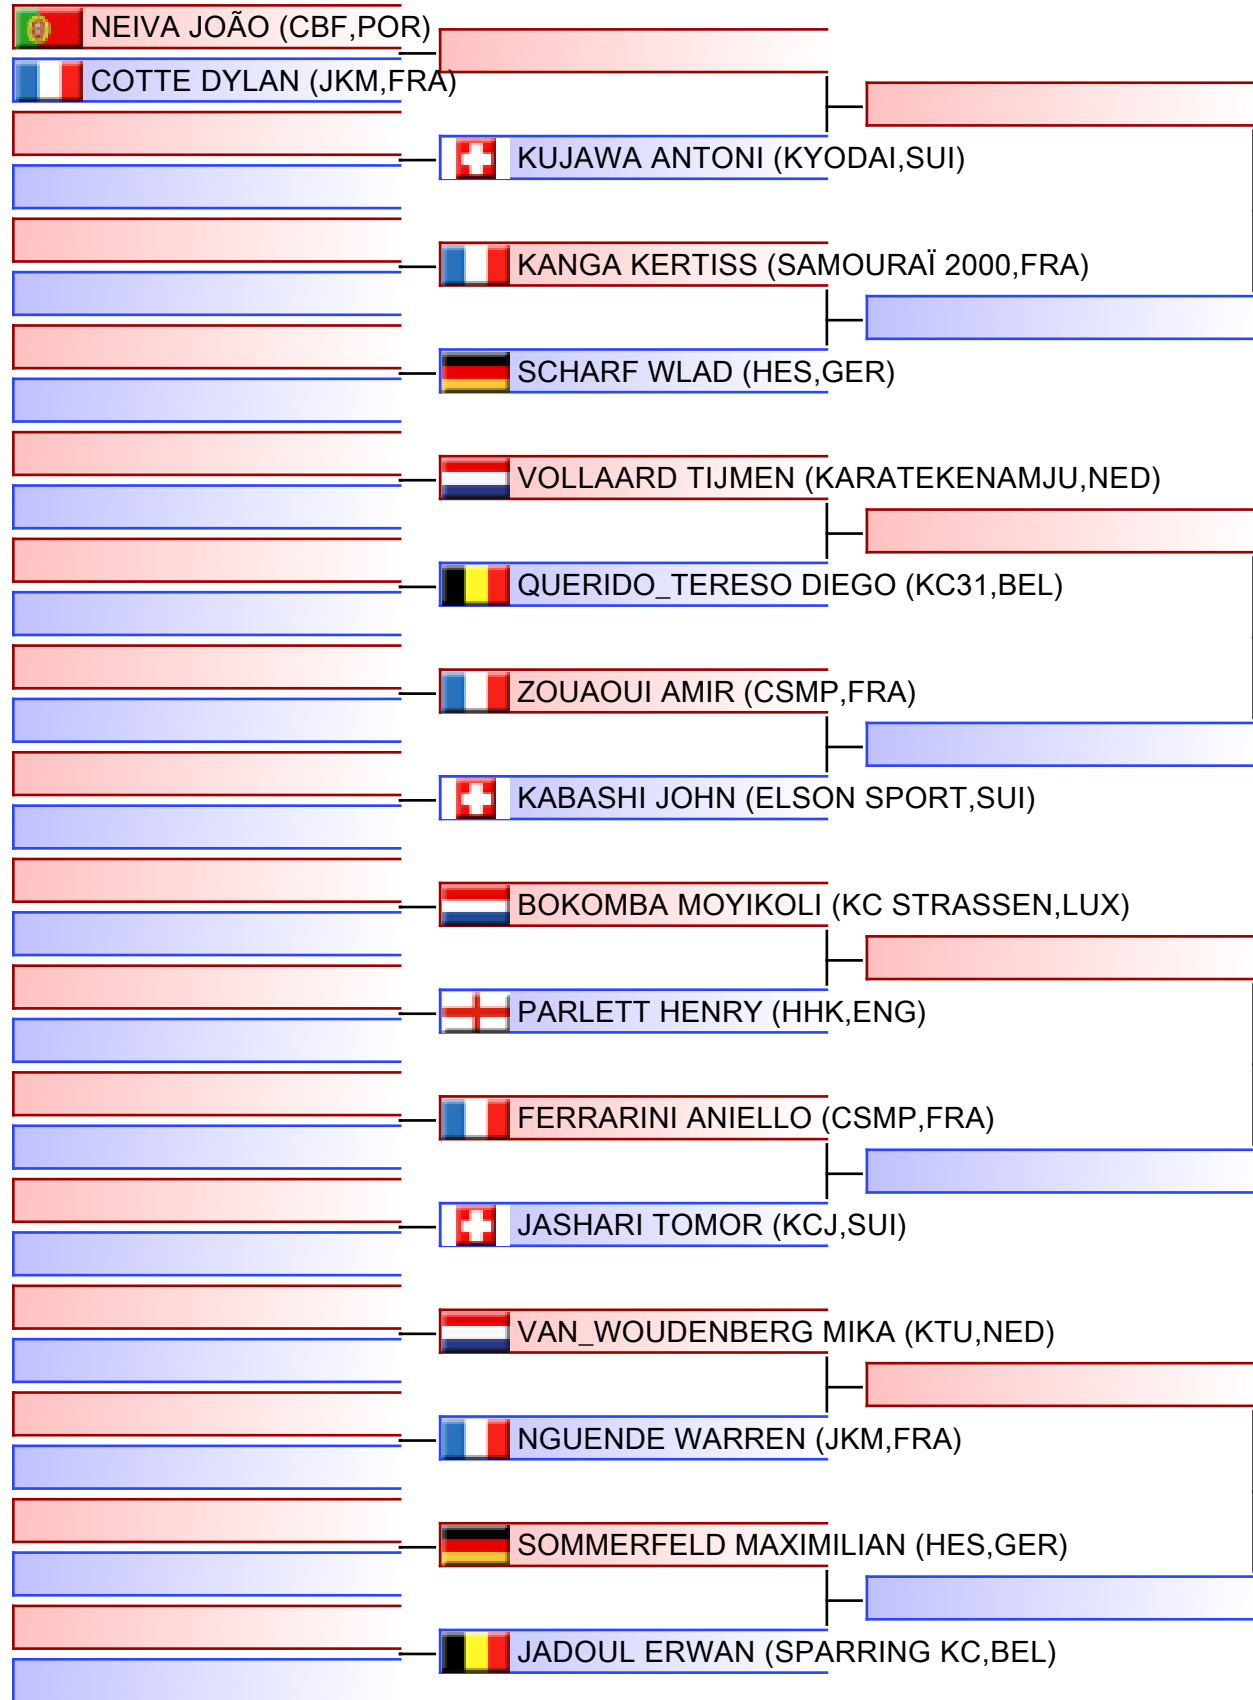 NEIVA JOÃO (CBF,POR)
COTTE DYLAN (JKM,FRA)
KUJAWA ANTONI (KYODAI,SUI)
KANGA KERTISS (SAMOURAÏ 2000,FRA)
SCHARF WLAD (HES,GER)
VOLLAARD TIJMEN (KARATEKENAMJU,NED)
QUERIDO_TERESO DIEGO (KC31,BEL)
ZOUAOUI AMIR (CSMP,FRA)
KABASHI JOHN (ELSON SPORT,SUI)
BOKOMBA MOYIKOLI (KC STRASSEN,LUX)
PARLETT HENRY (HHK,ENG)
FERRARINI ANIELLO (CSMP,FRA)
JASHARI TOMOR (KCJ,SUI)
VAN_WOUDENBERG MIKA (KTU,NED)
NGUENDE WARREN (JKM,FRA)
SOMMERFELD MAXIMILIAN (HES,GER)
JADOUL ERWAN (SPARRING KC,BEL)